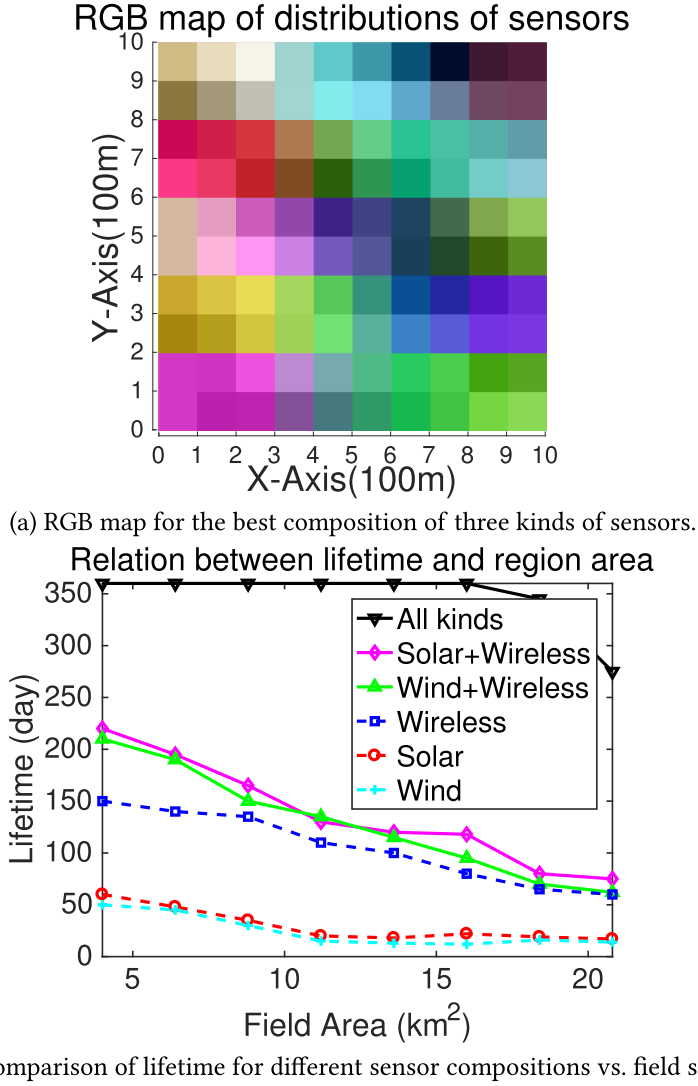 RGB map of distributions of sensors
10
9
8
7
6
5
4
3
2
1
0
Y-Axis(100m)
0 1 2 3 4 5 6 7 8 9 10
X-Axis(100m)
(a) RGB map for the best composition of three kinds of sensors.
Relation between lifetime and region area
350
300
250
200
150
100
50
0
Lifetime (day)
All kinds
Solar+Wireless
Wind+Wireless
Wireless
Solar
Wind
5 10 15 20
Field Area (km²)
omparison of lifetime for different sensor compositions vs. field s